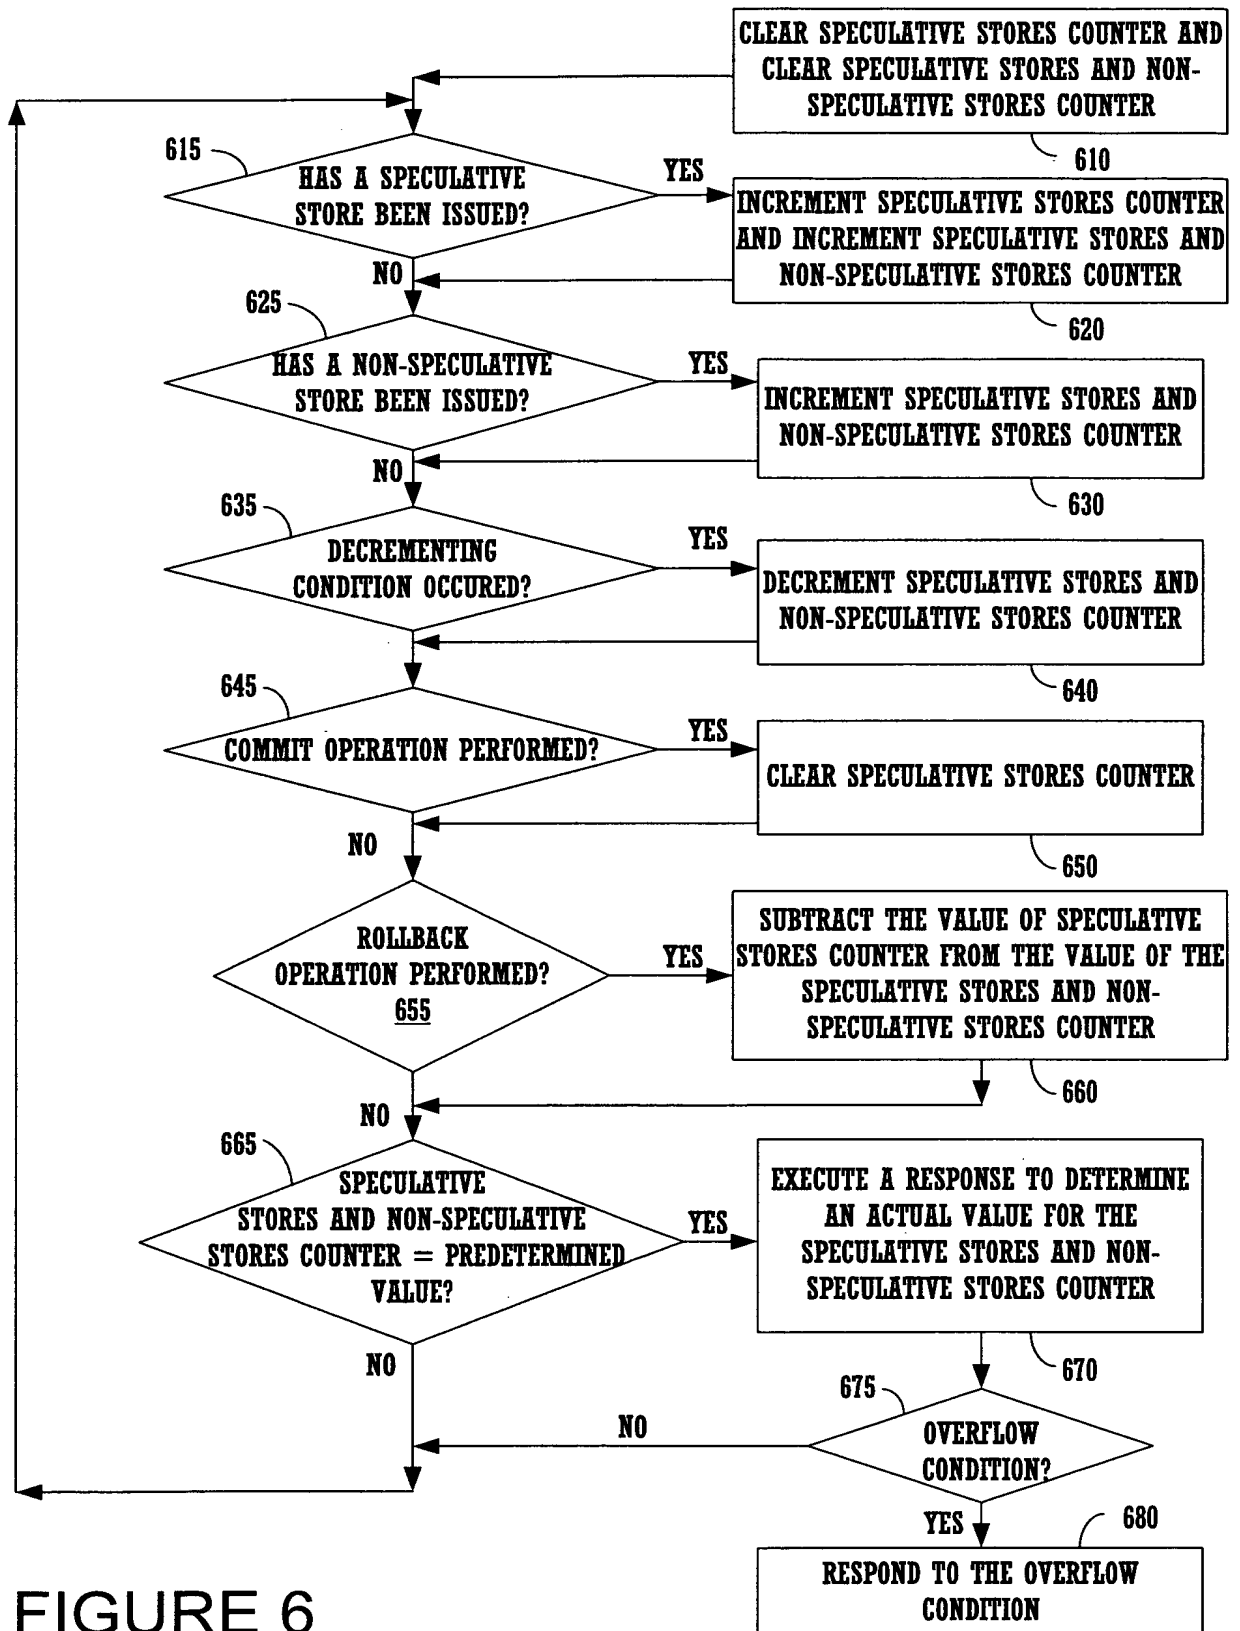 CLEAR SPECULATIVE STORES COUNTER AND
CLEAR SPECULATIVE STORES AND NON-
SPECULATIVE STORES COUNTER
610
615
HAS A SPECULATIVE
STORE BEEN ISSUED?
YES
INCREMENT SPECULATIVE STORES COUNTER
AND INCREMENT SPECULATIVE STORES AND
NON-SPECULATIVE STORES COUNTER
620
NO
625
HAS A NON-SPECULATIVE
STORE BEEN ISSUED?
YES
INCREMENT SPECULATIVE STORES AND
NON-SPECULATIVE STORES COUNTER
630
NO
635
DECREMENTING
CONDITION OCCURED?
YES
DECREMENT SPECULATIVE STORES AND
NON-SPECULATIVE STORES COUNTER
640
645
COMMIT OPERATION PERFORMED?
YES
CLEAR SPECULATIVE STORES COUNTER
650
NO
ROLLBACK
OPERATION PERFORMED?
655
YES
SUBTRACT THE VALUE OF SPECULATIVE
STORES COUNTER FROM THE VALUE OF THE
SPECULATIVE STORES AND NON-
SPECULATIVE STORES COUNTER
660
NO
665
SPECULATIVE
STORES AND NON-SPECULATIVE
STORES COUNTER = PREDETERMINED
VALUE?
YES
EXECUTE A RESPONSE TO DETERMINE
AN ACTUAL VALUE FOR THE
SPECULATIVE STORES AND NON-
SPECULATIVE STORES COUNTER
670
NO
675
OVERFLOW
CONDITION?
NO
YES
680
RESPOND TO THE OVERFLOW
CONDITION
FIGURE 6